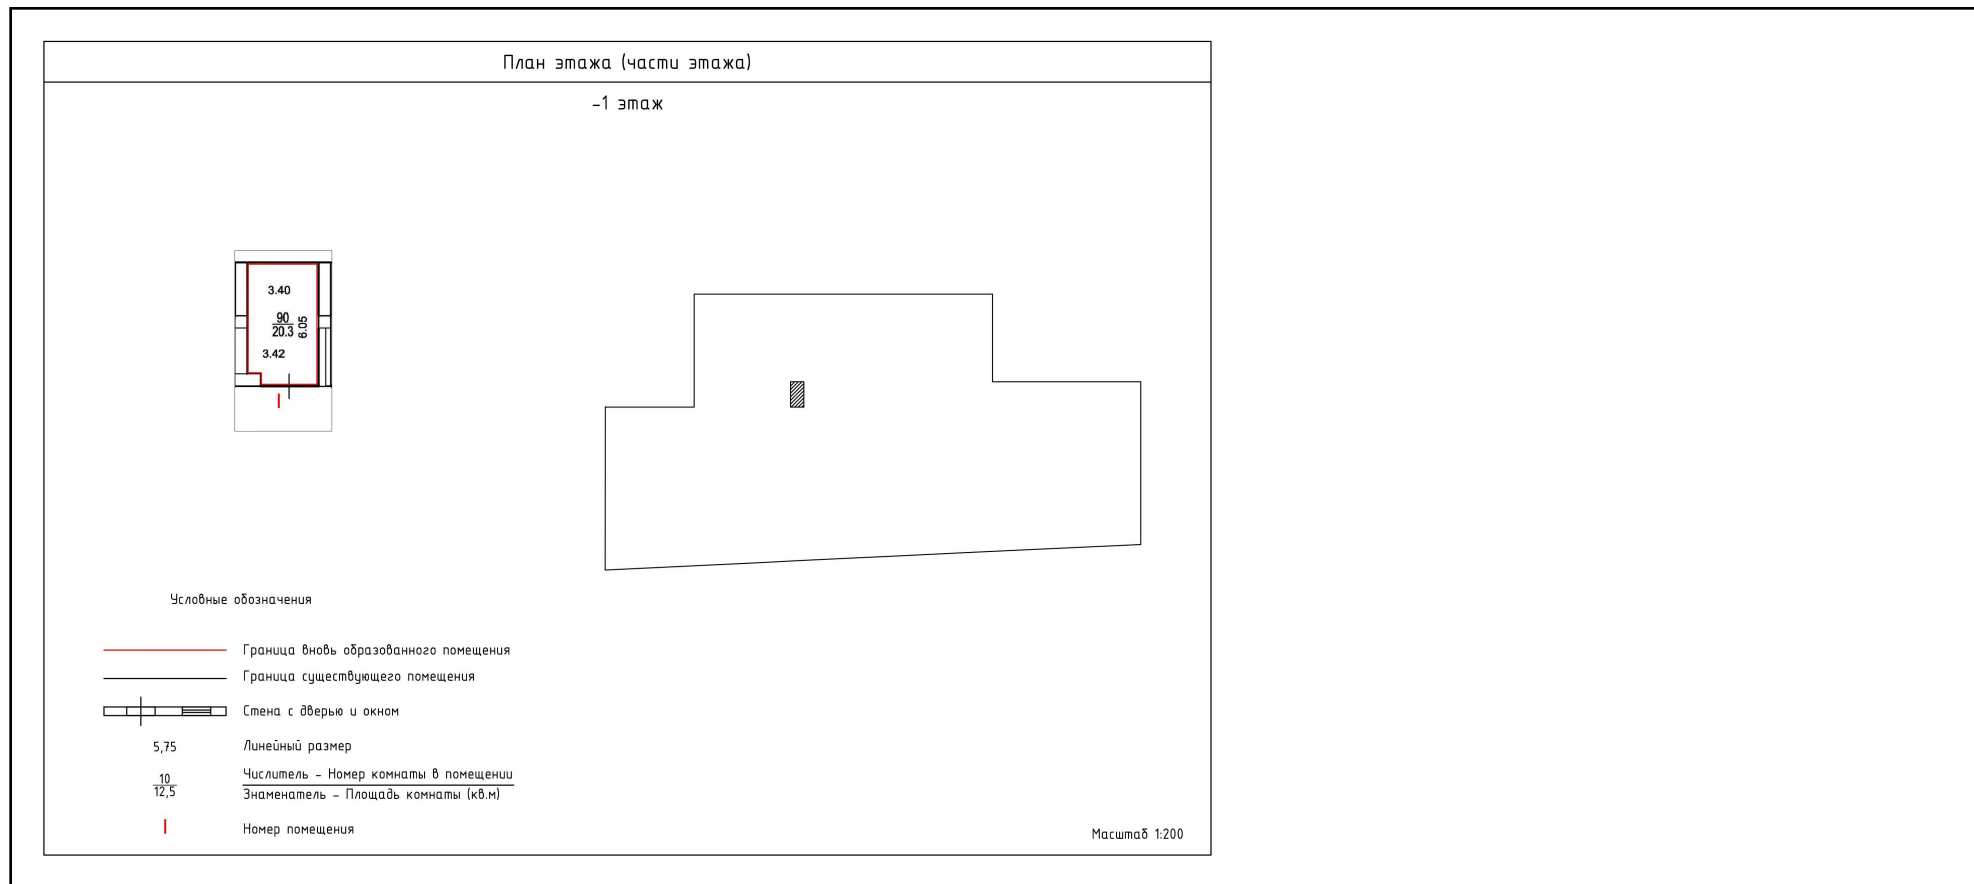 План этажа (части этажа)
-1 этаж
3.40
90
20.3
6.05
3.42
I
Условные обозначения
Граница вновь образованного помещения
Граница существующего помещения
Стена с дверью и окном
5,75 Линейный размер
10 Числитель - Номер комнаты в помещении
12,5 Знаменатель - Площадь комнаты (кв.м)
I Номер помещения
Масштаб 1:200